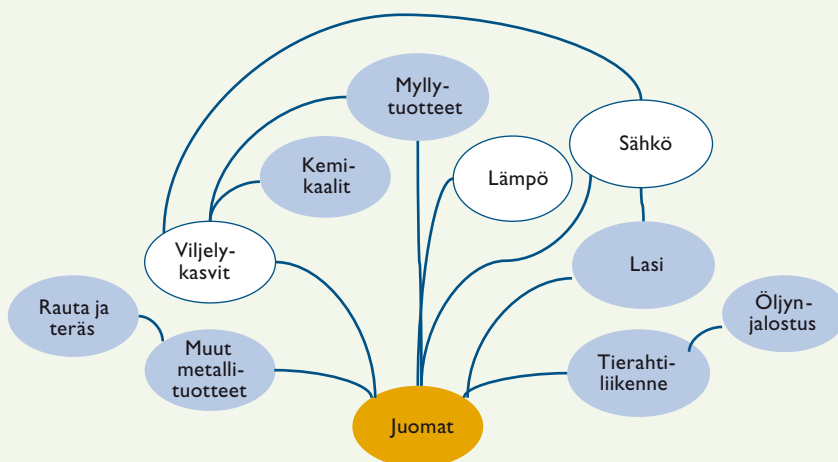 Mylly-
tuotteet
Sähkö
Kemi-
kaalit
Lämpö
Viljely-
kasvit
Lasi
Rauta ja
teräs
Öljyn-
jalostus
Muut
metalli-
tuotteet
Tierahti-
liikenne
Juomat